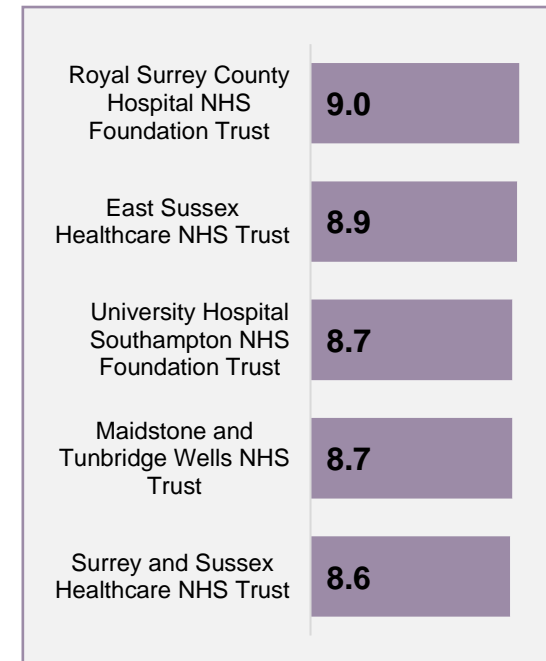 Royal Surrey County
Hospital NHS
Foundation Trust
9.0
East Sussex
Healthcare NHS Trust
8.9
University Hospital
Southampton NHS
Foundation Trust
8.7
Maidstone and
Tunbridge Wells NHS
Trust
8.7
Surrey and Sussex
Healthcare NHS Trust
8.6